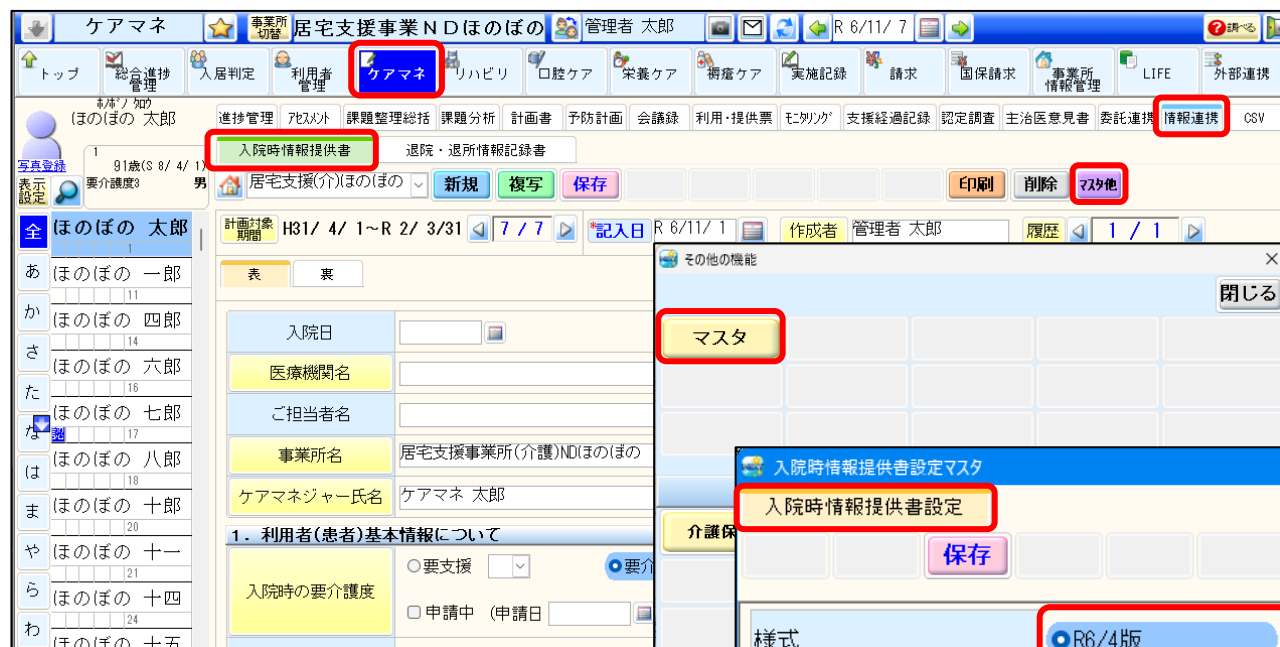 ケアマネ 事業所切替 居宅支援事業NDほのぼの 管理者 太郎 R 6/11/ 7 調べる
トップ 総合進捗管理 入居判定 利用者管理 ケアマネ リハビリ 口腔ケア 栄養ケア 褥瘡ケア 実施記録 請求 国保請求 事業所情報管理 LIFE 外部連携
ホノボノ タロウ
ほのぼの 太郎
進捗管理 アセスメント 課題整理総括 課題分析 計画書 予防計画 会議録 利用・提供票 モニタリング 支援経過記録 認定調査 主治医意見書 委託連携 情報連携 CSV
入院時情報提供書 退院・退所情報記録書
1
写真登録 91歳(S 8/ 4/ 1)
表示設定 要介護度3 男
居宅支援(介)ほのぼの 新規 複写 保存 印刷 削除 マスタ他
計画対象期間 H31/ 4/ 1～R 2/ 3/31 7 / 7 *記入日 R 6/11/ 1 作成者 管理者 太郎 履歴 1 / 1
全 ほのぼの 太郎
1
あ ほのぼの 一郎
11
か ほのぼの 四郎
14
さ ほのぼの 六郎
16
た ほのぼの 七郎
な 17
は ほのぼの 八郎
18
ま ほのぼの 十郎
20
や ほのぼの 十一
21
ら ほのぼの 十四
24
わ ほのぼの 十五
表 裏
入院日
医療機関名
ご担当者名
事業所名 居宅支援事業所(介護)NDほのぼの
ケアマネジャー氏名 ケアマネ 太郎
1．利用者(患者)基本情報について
入院時の要介護度 要支援 要介
申請中 (申請日
その他の機能
閉じる
マスタ
介護保
入院時情報提供書設定マスタ
入院時情報提供書設定
保存
様式 R6/4版